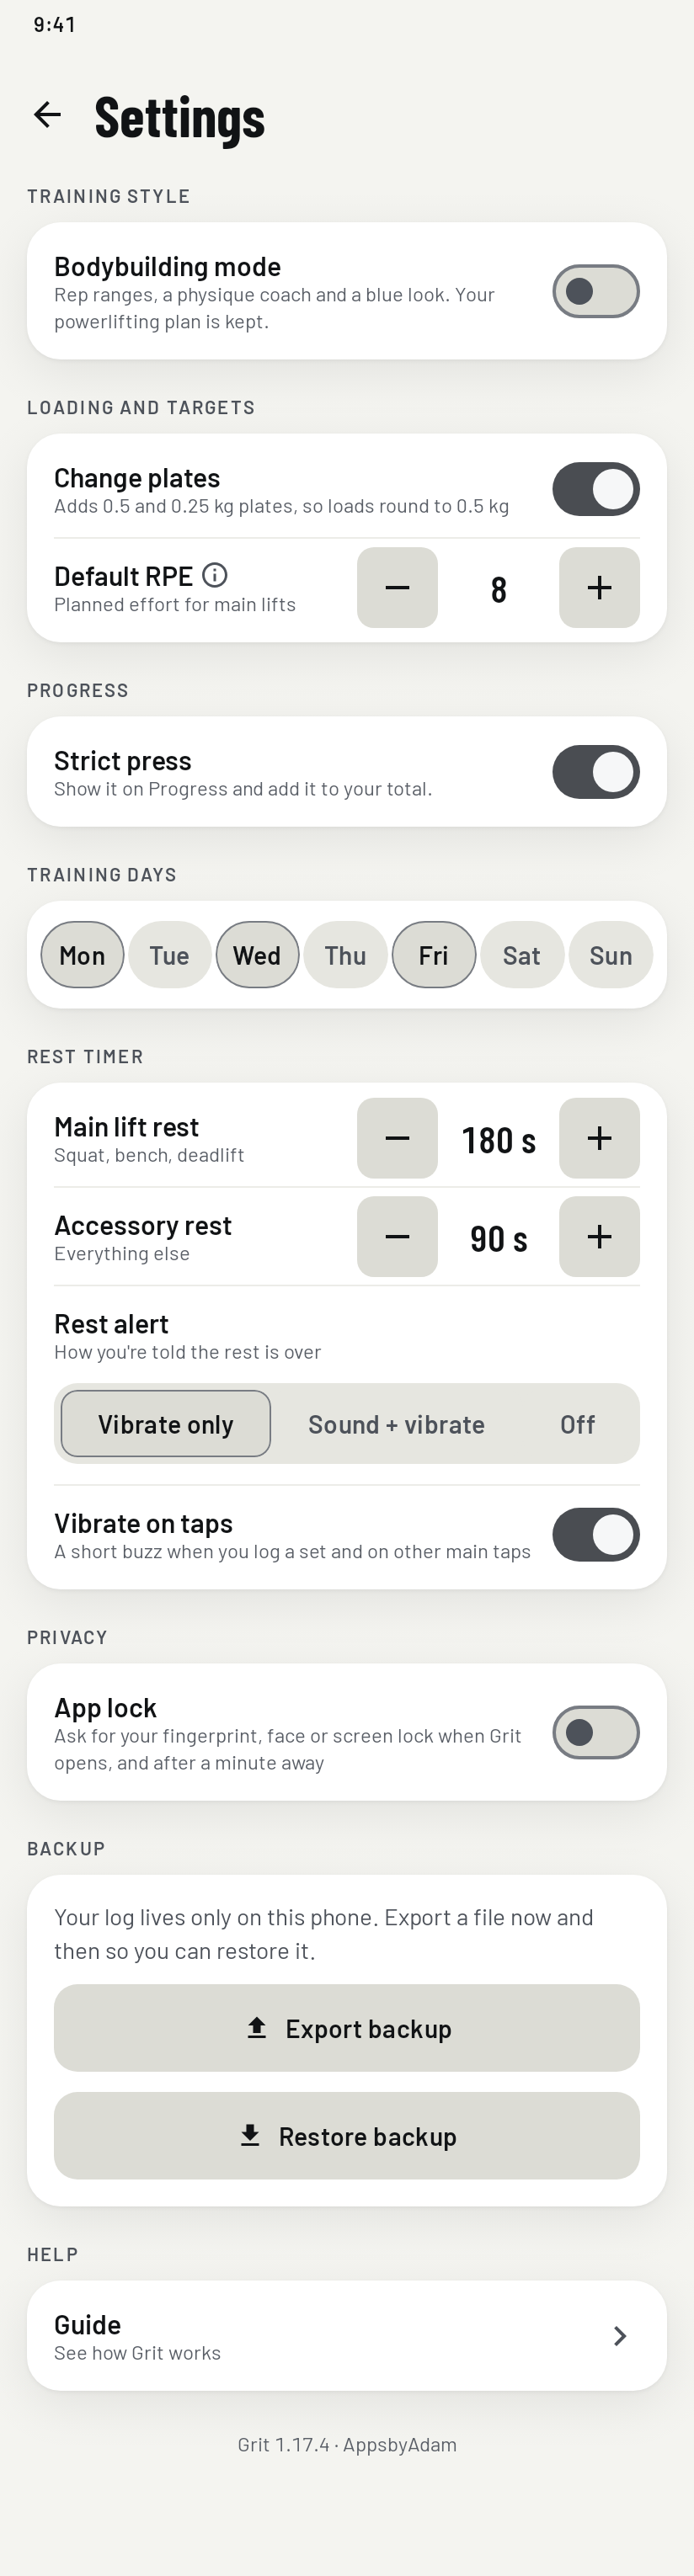 9:41
Settings
TRAINING STYLE
Bodybuilding mode
Rep ranges, a physique coach and a blue look. Your
powerlifting plan is kept.
LOADING AND TARGETS
Change plates
Adds 0.5 and 0.25 kg plates, so loads round to 0.5 kg
Default RPE
Planned effort for main lifts
8
PROGRESS
Strict press
Show it on Progress and add it to your total.
TRAINING DAYS
Mon Tue Wed Thu Fri Sat Sun
REST TIMER
Main lift rest
Squat, bench, deadlift
180 s
Accessory rest
Everything else
90 s
Rest alert
How you're told the rest is over
Vibrate only Sound + vibrate Off
Vibrate on taps
A short buzz when you log a set and on other main taps
PRIVACY
App lock
Ask for your fingerprint, face or screen lock when Grit
opens, and after a minute away
BACKUP
Your log lives only on this phone. Export a file now and
then so you can restore it.
Export backup
Restore backup
HELP
Guide
See how Grit works
Grit 1.17.4 · AppsbyAdam